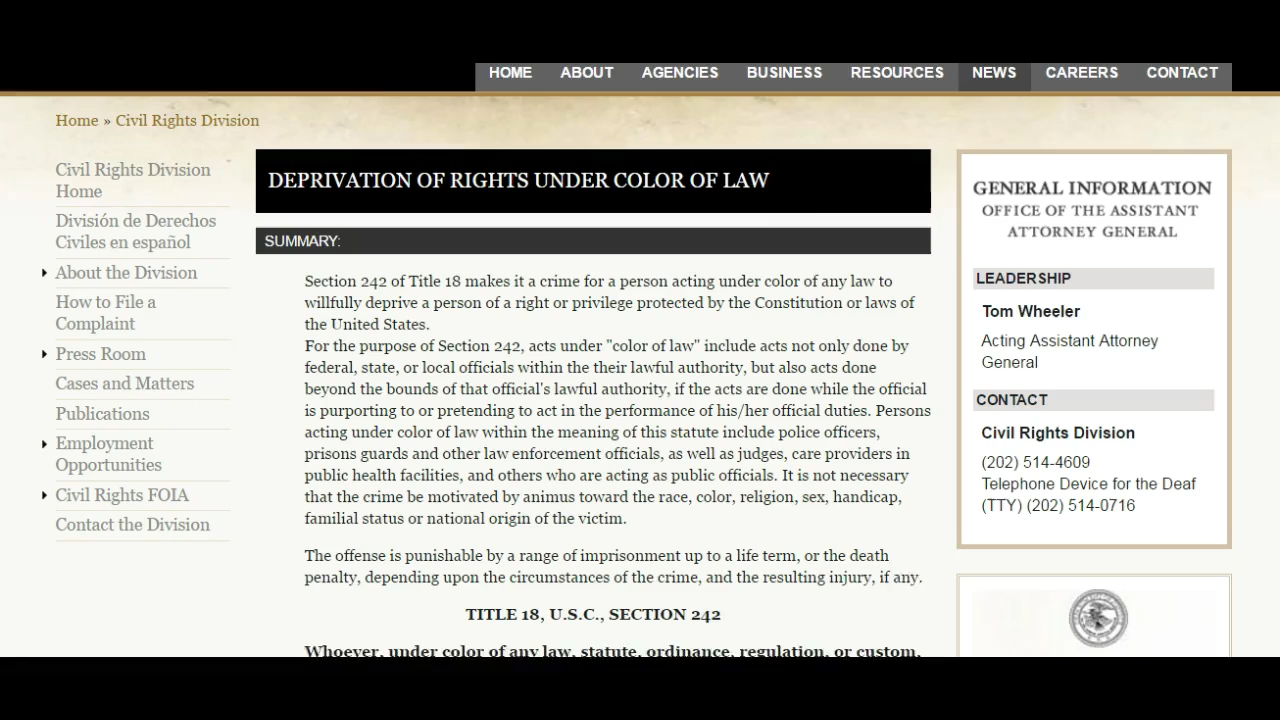 HOME ABOUT AGENCIES BUSINESS RESOURCES NEWS CAREERS CONTACT
Home » Civil Rights Division
Civil Rights Division
Home
División de Derechos
Civiles en español
About the Division
How to File a
Complaint
Press Room
Cases and Matters
Publications
Employment
Opportunities
Civil Rights FOIA
Contact the Division
DEPRIVATION OF RIGHTS UNDER COLOR OF LAW
SUMMARY:
Section 242 of Title 18 makes it a crime for a person acting under color of any law to
willfully deprive a person of a right or privilege protected by the Constitution or laws of
the United States.
For the purpose of Section 242, acts under "color of law" include acts not only done by
federal, state, or local officials within the their lawful authority, but also acts done
beyond the bounds of that official's lawful authority, if the acts are done while the official
is purporting to or pretending to act in the performance of his/her official duties. Persons
acting under color of law within the meaning of this statute include police officers,
prisons guards and other law enforcement officials, as well as judges, care providers in
public health facilities, and others who are acting as public officials. It is not necessary
that the crime be motivated by animus toward the race, color, religion, sex, handicap,
familial status or national origin of the victim.
The offense is punishable by a range of imprisonment up to a life term, or the death
penalty, depending upon the circumstances of the crime, and the resulting injury, if any.
TITLE 18, U.S.C., SECTION 242
Whoever, under color of any law, statute, ordinance, regulation, or custom,
GENERAL INFORMATION
OFFICE OF THE ASSISTANT
ATTORNEY GENERAL
LEADERSHIP
Tom Wheeler
Acting Assistant Attorney
General
CONTACT
Civil Rights Division
(202) 514-4609
Telephone Device for the Deaf
(TTY) (202) 514-0716